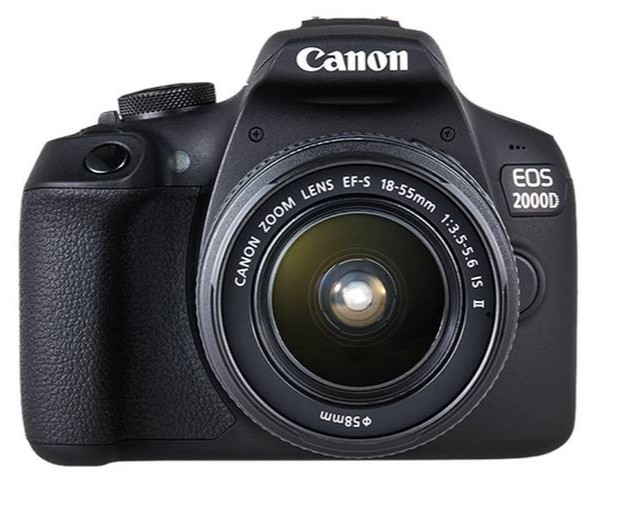 Canon
EOS
2000D
CANON ZOOM LENS EF-S 18-55mm 1:3.5-5.6 IS II
Φ58mm